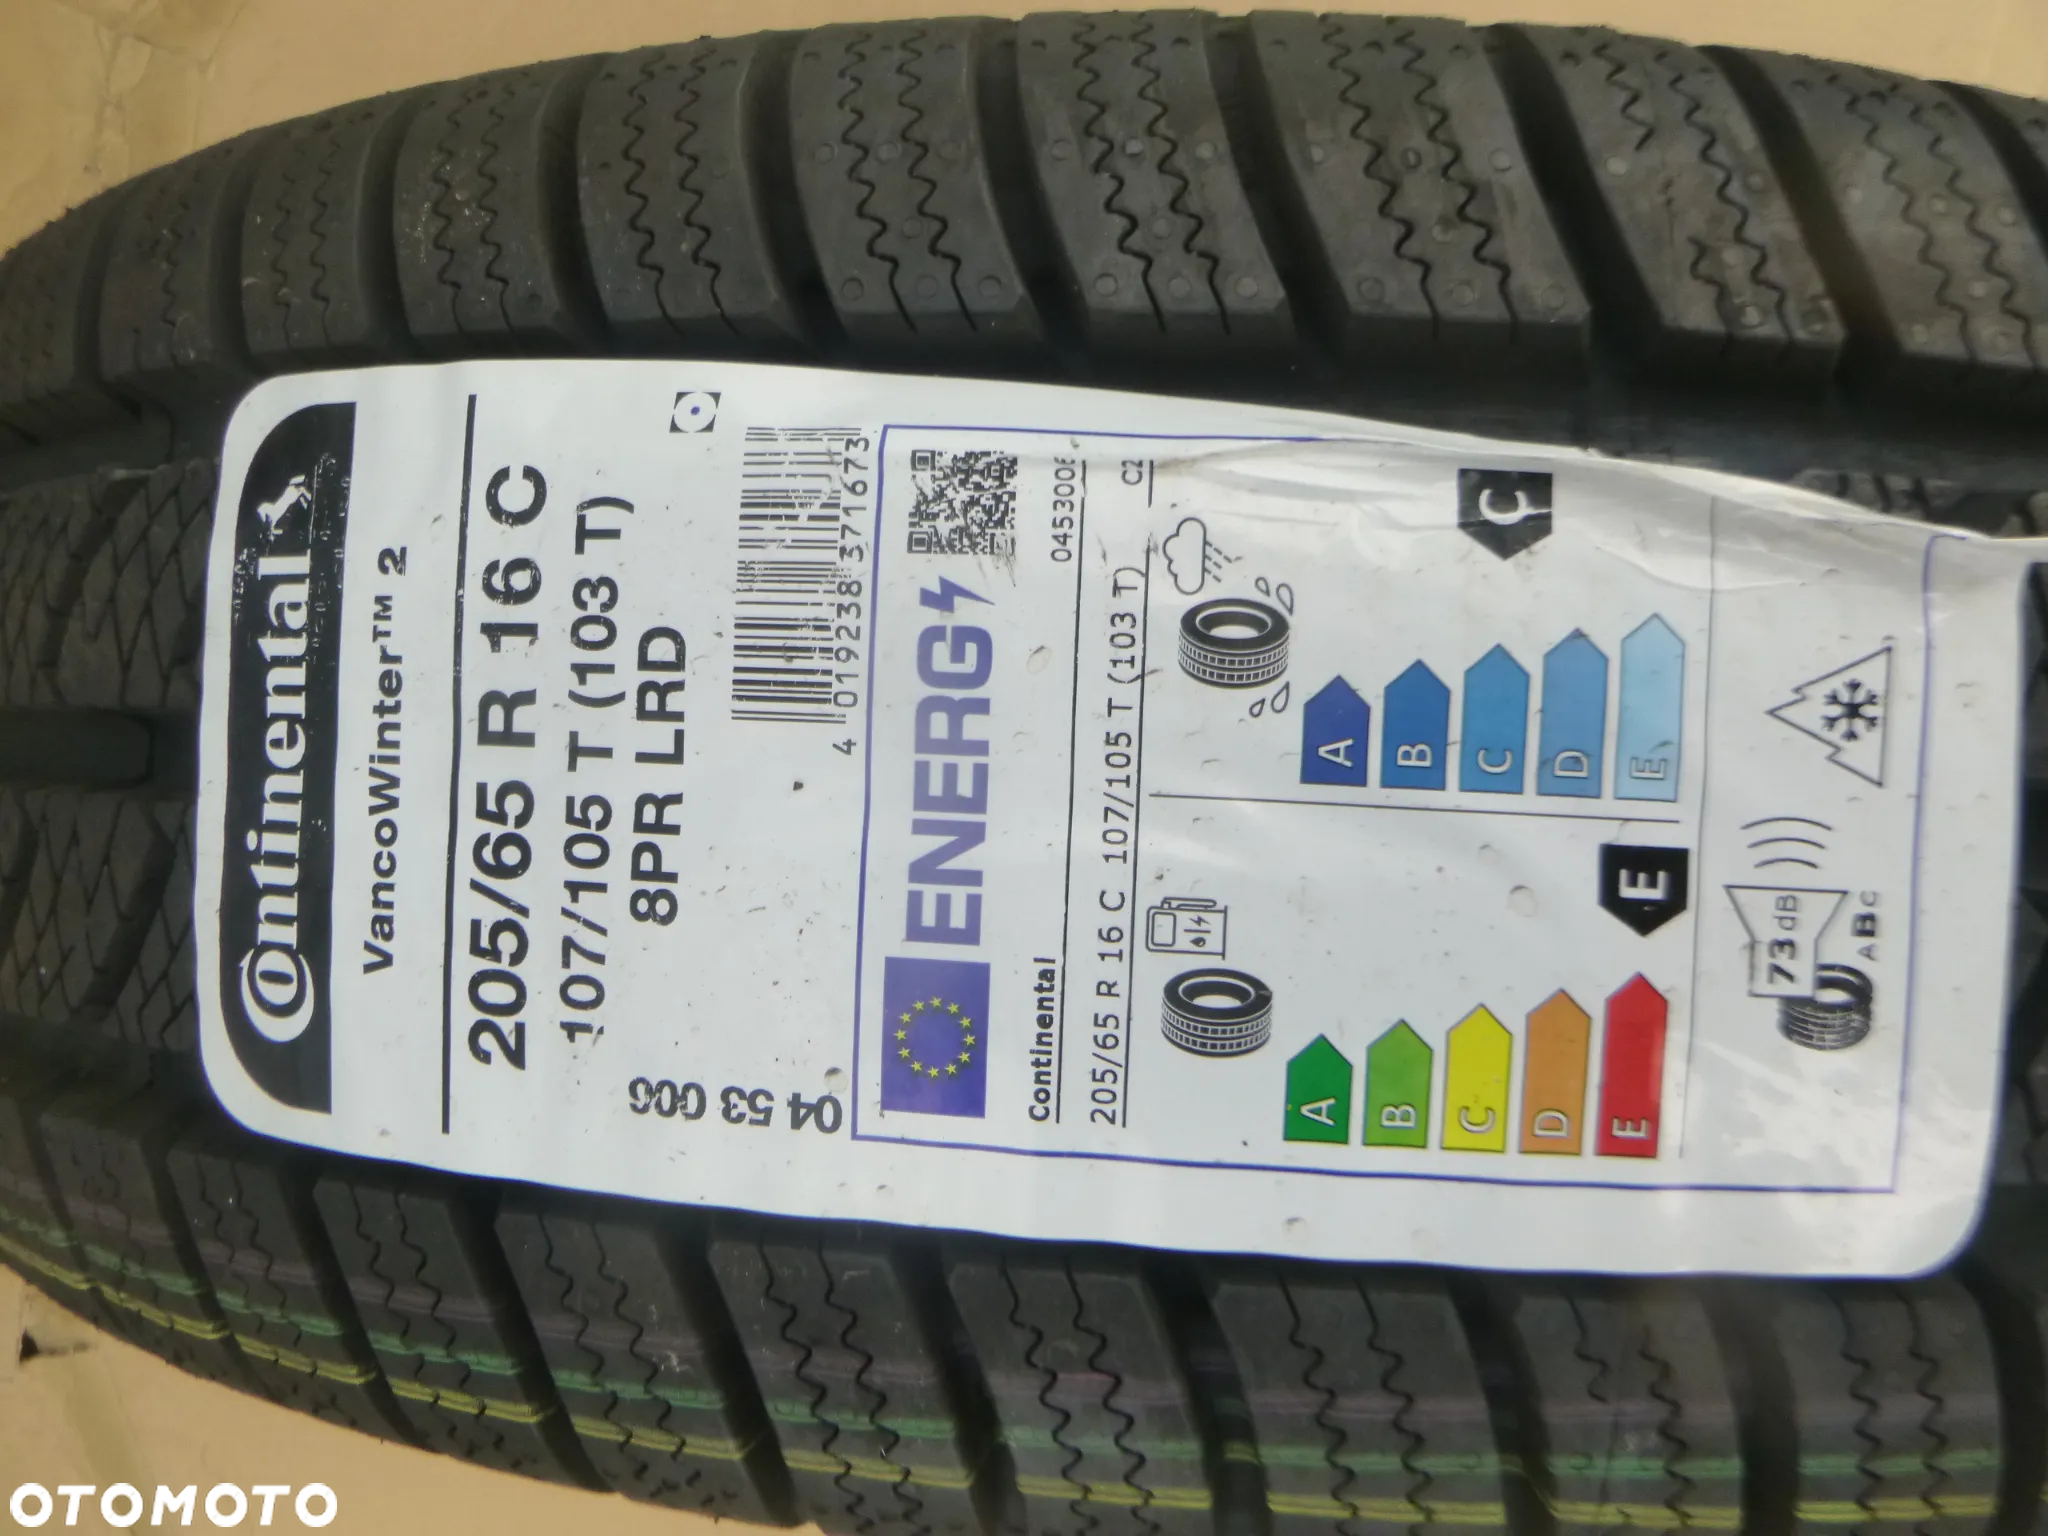 Continental
VancoWinter™ 2
205/65 R 16 C
107/105 T (103 T)
8PR LRD
04 53 006
4 019238 371673
ENERG
Continental
0453006
205/65 R 16 C 107/105 T (103 T)
C2
A
B
C
D
E
E
A
B
C
D
E
C
73 dB
ABC
OTOMOTO